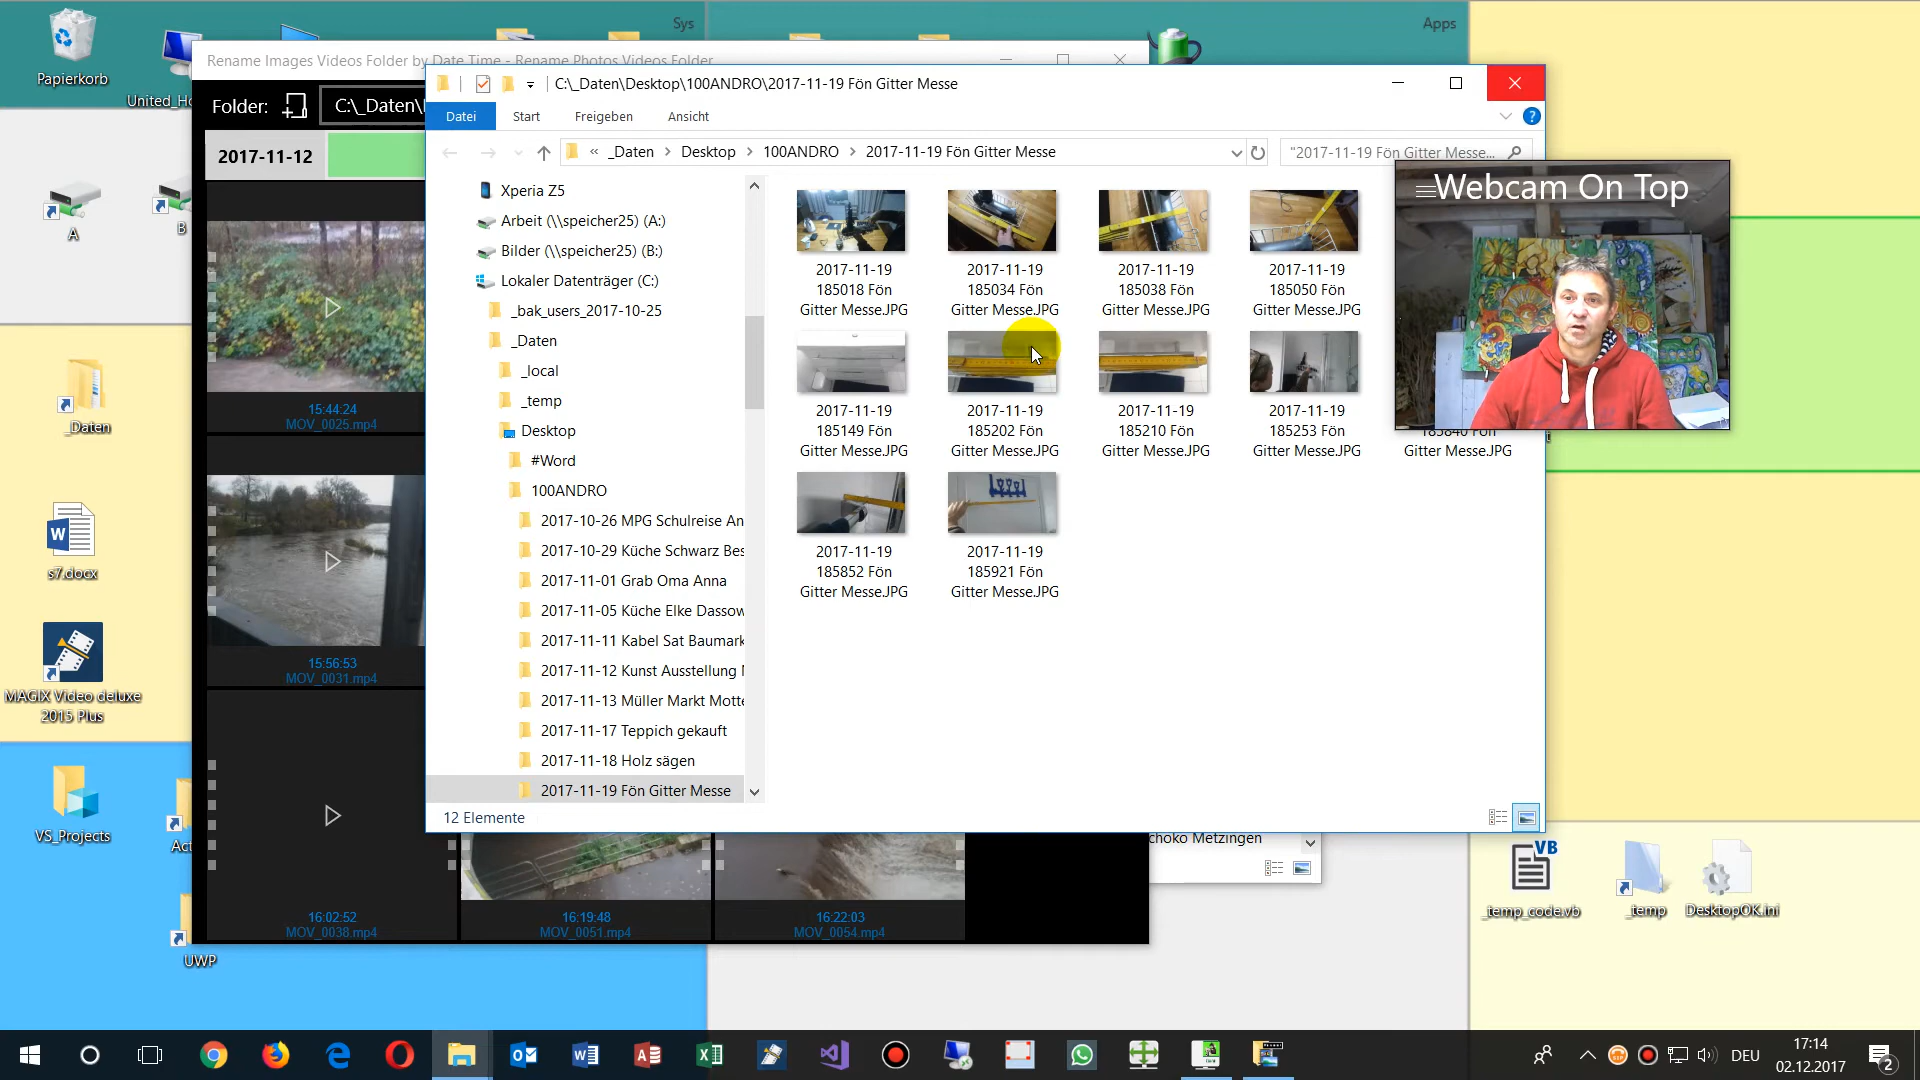 Sys
Apps
Papierkorb
United_Ho
Rename Images Videos Folder by Date Time - Rename Photos Videos Folder
Folder:
C:\_Daten\
2017-11-12
A
B
_Daten
s7.docx
MAGIX Video deluxe
2015 Plus
VS_Projects
Act
UWP
15:44:24
MOV_0025.mp4
15:56:53
MOV_0031.mp4
16:02:52
MOV_0038.mp4
16:19:48
MOV_0051.mp4
16:22:03
MOV_0054.mp4
C:\_Daten\Desktop\100ANDRO\2017-11-19 Fön Gitter Messe
Datei
Start
Freigeben
Ansicht
?
« _Daten > Desktop > 100ANDRO > 2017-11-19 Fön Gitter Messe
"2017-11-19 Fön Gitter Messe...
Xperia Z5
Arbeit (\\speicher25) (A:)
Bilder (\\speicher25) (B:)
Lokaler Datenträger (C:)
_bak_users_2017-10-25
_Daten
_local
_temp
Desktop
#Word
100ANDRO
2017-10-26 MPG Schulreise An
2017-10-29 Küche Schwarz Bes
2017-11-01 Grab Oma Anna
2017-11-05 Küche Elke Dassow
2017-11-11 Kabel Sat Baumark
2017-11-12 Kunst Ausstellung
2017-11-13 Müller Markt Motte
2017-11-17 Teppich gekauft
2017-11-18 Holz sägen
2017-11-19 Fön Gitter Messe
12 Elemente
2017-11-19
185018 Fön
Gitter Messe.JPG
2017-11-19
185034 Fön
Gitter Messe.JPG
2017-11-19
185038 Fön
Gitter Messe.JPG
2017-11-19
185050 Fön
Gitter Messe.JPG
2017-11-19
185149 Fön
Gitter Messe.JPG
2017-11-19
185202 Fön
Gitter Messe.JPG
2017-11-19
185210 Fön
Gitter Messe.JPG
2017-11-19
185253 Fön
Gitter Messe.JPG
185840 Fön
Gitter Messe.JPG
2017-11-19
185852 Fön
Gitter Messe.JPG
2017-11-19
185921 Fön
Gitter Messe.JPG
Webcam On Top
choko Metzingen
VB
_temp_code.vb
_temp
DesktopOK.ini
DEU
17:14
02.12.2017
2